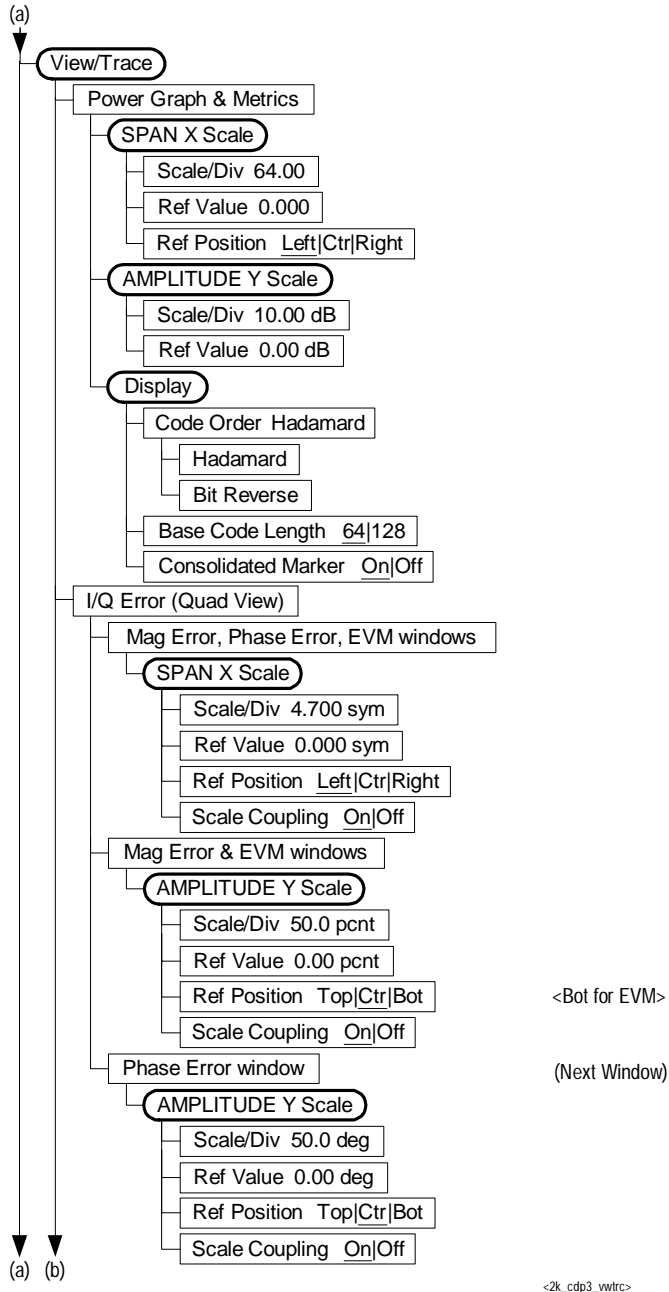 (a)
View/Trace
Power Graph & Metrics
SPAN X Scale
Scale/Div 64.00
Ref Value 0.000
Ref Position Left|Ctr|Right
AMPLITUDE Y Scale
Scale/Div 10.00 dB
Ref Value 0.00 dB
Display
Code Order Hadamard
Hadamard
Bit Reverse
Base Code Length 64|128
Consolidated Marker On|Off
I/Q Error (Quad View)
Mag Error, Phase Error, EVM windows
SPAN X Scale
Scale/Div 4.700 sym
Ref Value 0.000 sym
Ref Position Left|Ctr|Right
Scale Coupling On|Off
Mag Error & EVM windows
AMPLITUDE Y Scale
Scale/Div 50.0 pcnt
Ref Value 0.00 pcnt
Ref Position Top|Ctr|Bot <Bot for EVM>
Scale Coupling On|Off
Phase Error window (Next Window)
AMPLITUDE Y Scale
Scale/Div 50.0 deg
Ref Value 0.00 deg
Ref Position Top|Ctr|Bot
Scale Coupling On|Off
(a) (b)
<2k_cdp3_vwtrc>